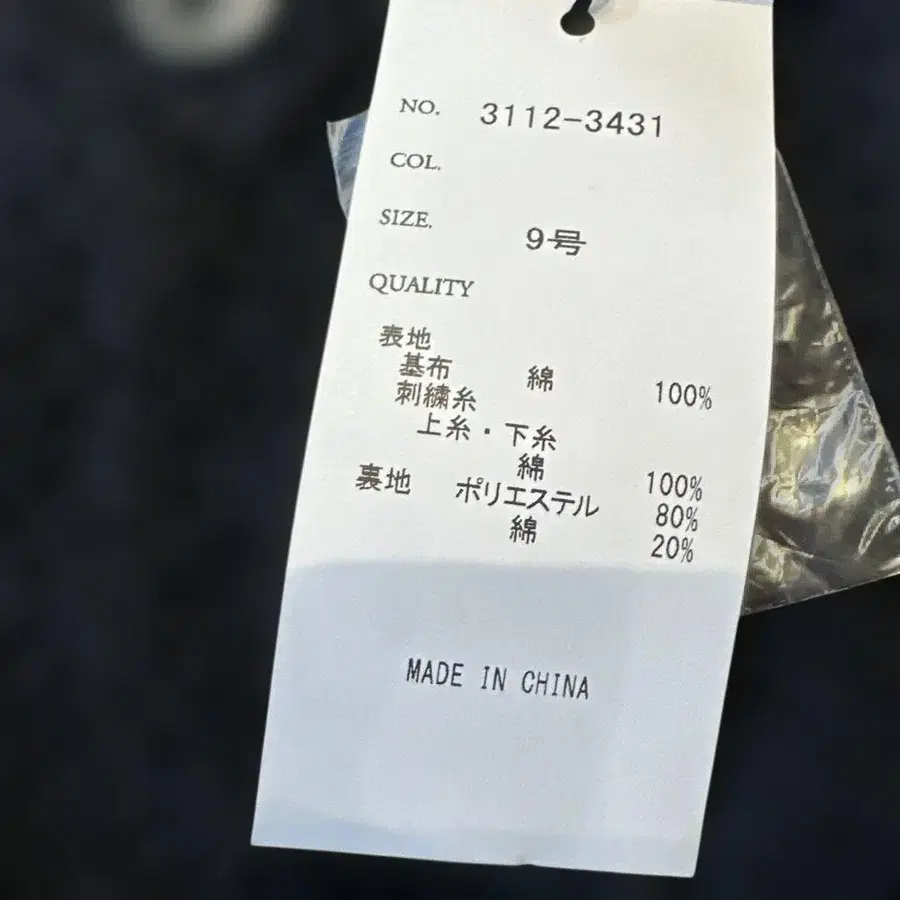 NO. 3112-3431
COL.
SIZE. 9号
QUALITY
表地
基布 綿 100%
刺繍糸
上糸・下糸
綿 100%
裏地 ポリエステル 80%
綿 20%
MADE IN CHINA